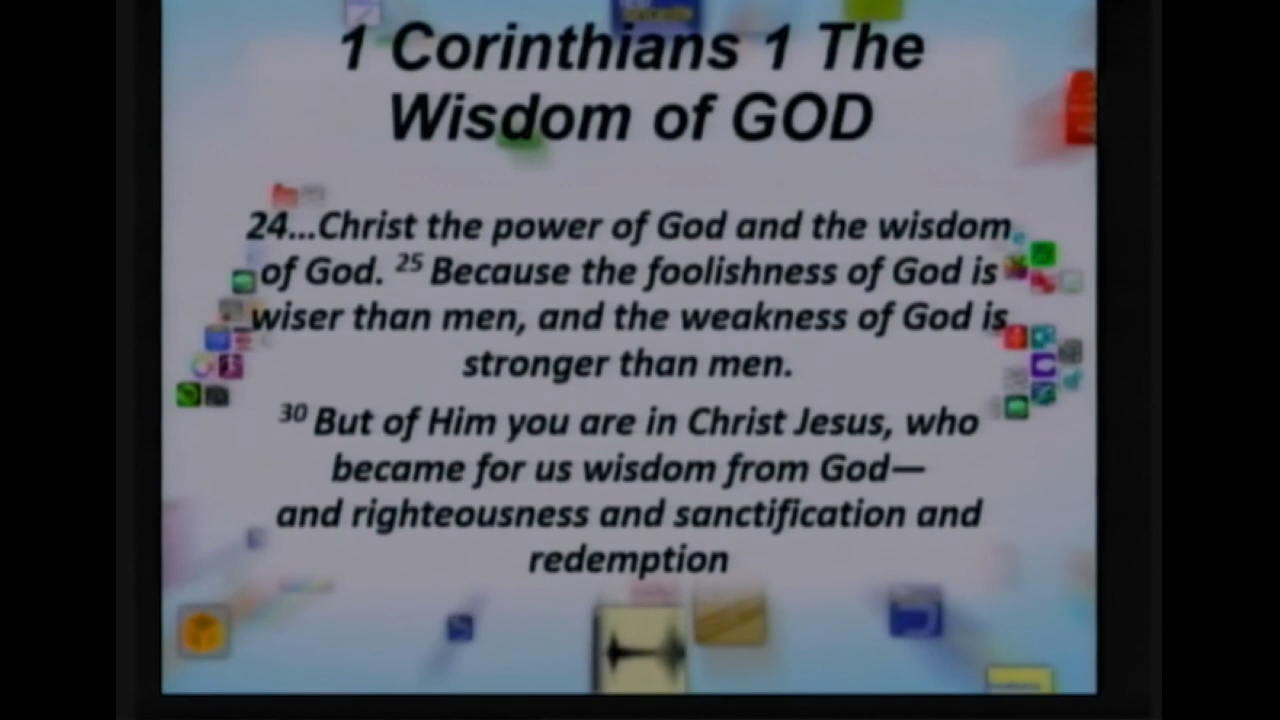 1 Corinthians 1 The
Wisdom of GOD
24...Christ the power of God and the wisdom
of God. 25 Because the foolishness of God is
wiser than men, and the weakness of God is
stronger than men.
30 But of Him you are in Christ Jesus, who
became for us wisdom from God—
and righteousness and sanctification and
redemption